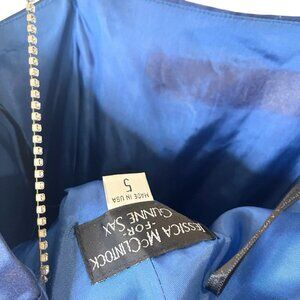 JESSICA McCLINTOCK
-FOR-
GUNNE SAX
MADE IN USA
5